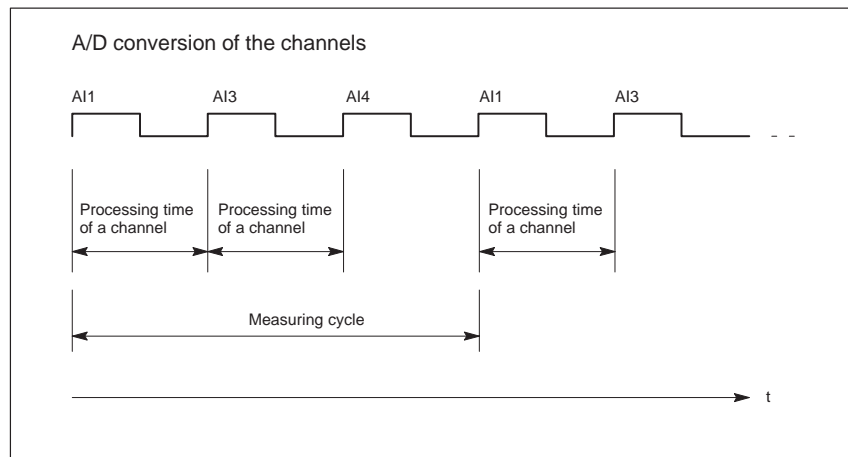 A/D conversion of the channels
AI1 AI3 AI4 AI1 AI3
Processing time of a channel
Processing time of a channel
Processing time of a channel
Measuring cycle
t